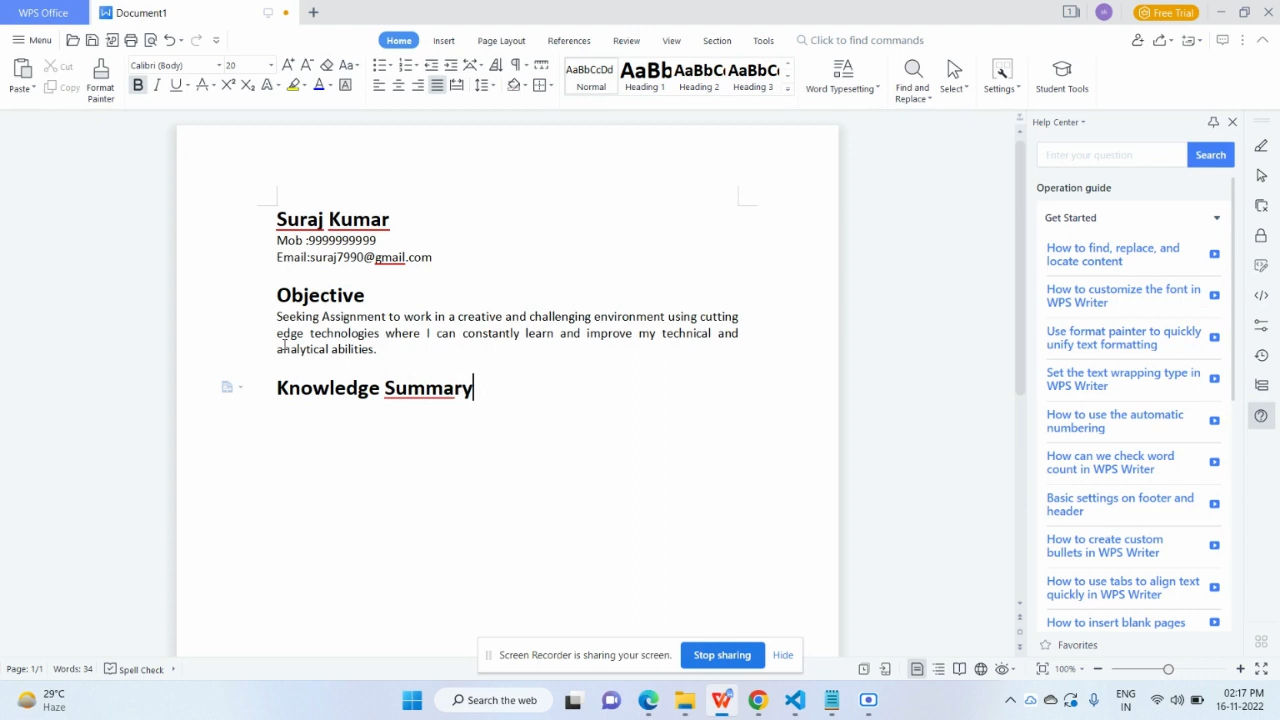 WPS Office
Document1
1
sh
Free Trial
Menu
Home
Insert
Page Layout
References
Review
View
Section
Tools
Click to find commands
Paste
Cut
Copy
Format
Painter
Calibri (Body)
20
AaBbCcDd
Normal
AaBb
Heading 1
AaBbC
Heading 2
AaBbC
Heading 3
Word Typesetting
Find and
Replace
Select
Settings
Student Tools
Suraj Kumar
Mob :9999999999
Email:suraj7990@gmail.com
Objective
Seeking Assignment to work in a creative and challenging environment using cutting
edge technologies where I can constantly learn and improve my technical and
analytical abilities.
Knowledge Summary
Help Center
Enter your question
Search
Operation guide
Get Started
How to find, replace, and
locate content
How to customize the font in
WPS Writer
Use format painter to quickly
unify text formatting
Set the text wrapping type in
WPS Writer
How to use the automatic
numbering
How can we check word
count in WPS Writer
Basic settings on footer and
header
How to create custom
bullets in WPS Writer
How to use tabs to align text
quickly in WPS Writer
How to insert blank pages
Favorites
Screen Recorder is sharing your screen.
Stop sharing
Hide
Page: 1/1
Words: 34
Spell Check
100%
29°C
Haze
Search the web
ENG
IN
02:17 PM
16-11-2022